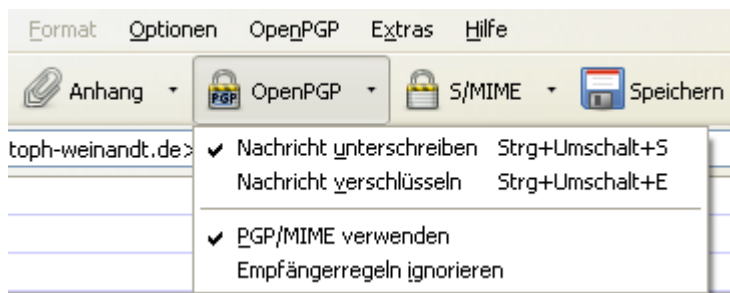 Format Optionen OpenPGP Extras Hilfe
Anhang PGP OpenPGP S/MIME Speichern
toph-weinandt.de>
Nachricht unterschreiben Strg+Umschalt+S
Nachricht verschlüsseln Strg+Umschalt+E
PGP/MIME verwenden
Empfängerregeln ignorieren